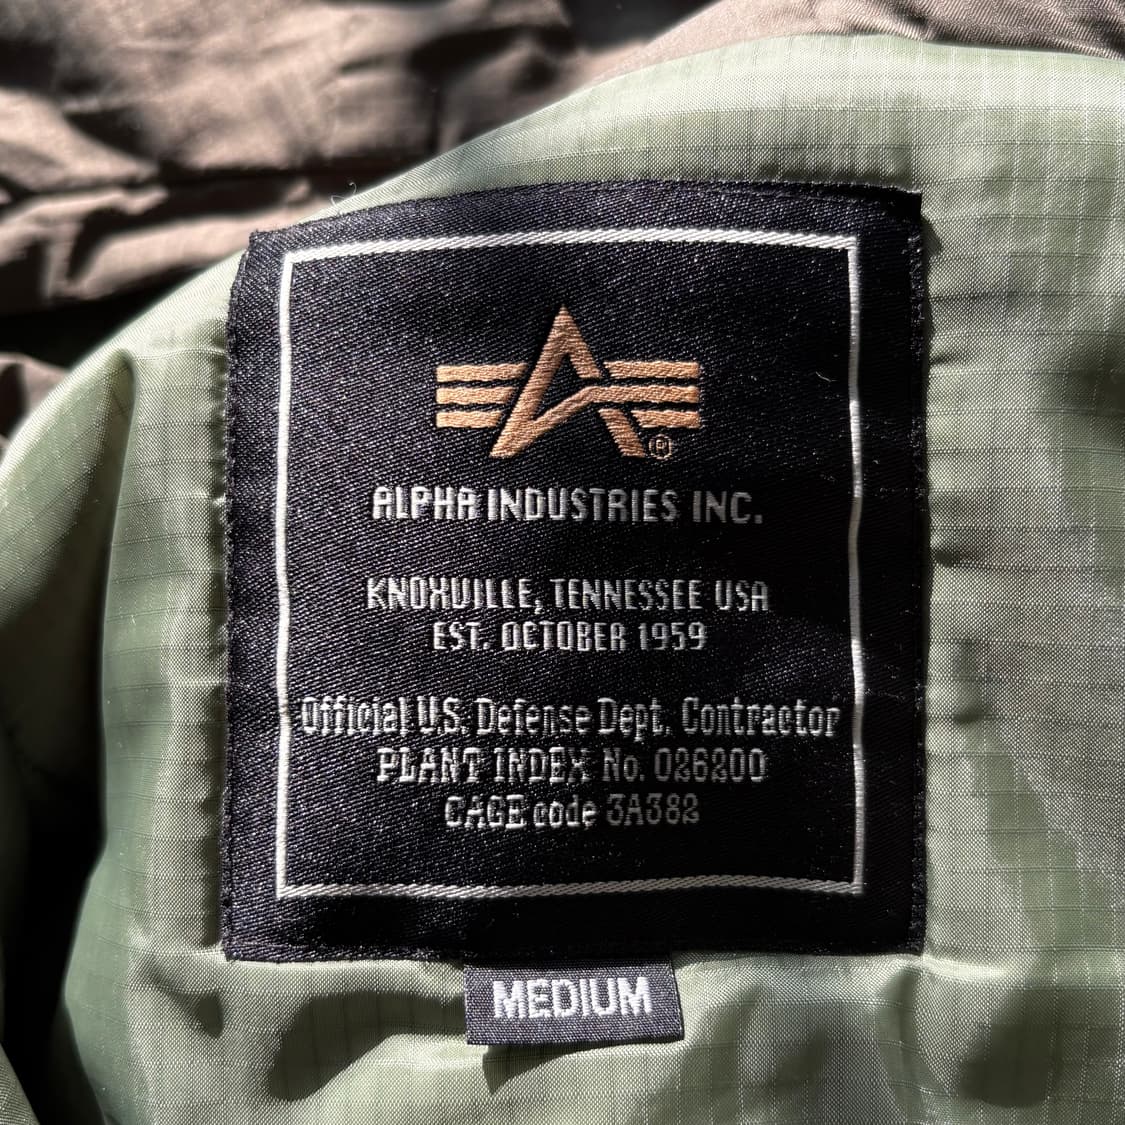 ®
ALPHA INDUSTRIES INC.
KNOXVILLE, TENNESSEE USA
EST. OCTOBER 1959
Official U.S. Defense Dept. Contractor
PLANT INDEX No. 026200
CAGE code 3A382
MEDIUM